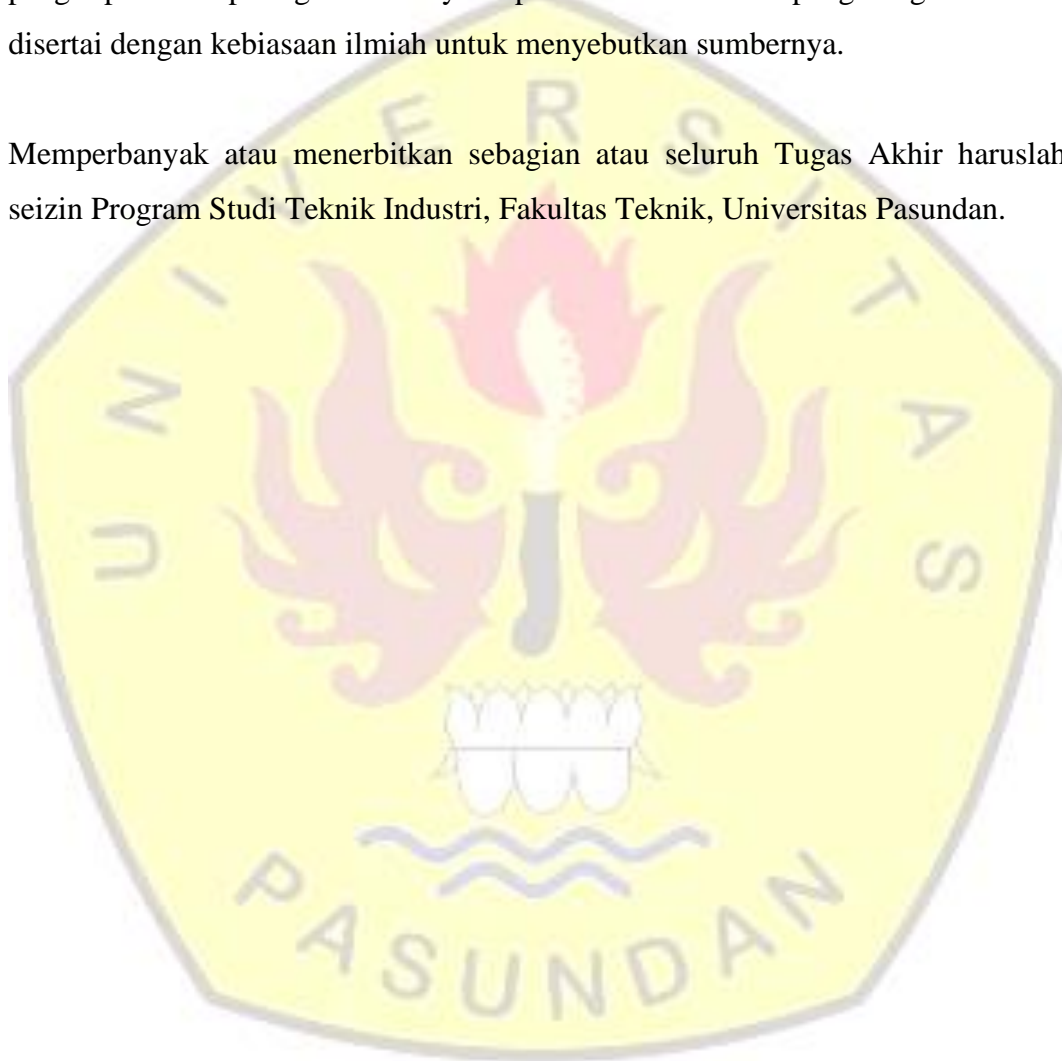 disertai dengan kebiasaan ilmiah untuk menyebutkan sumbernya.
Memperbanyak atau menerbitkan sebagian atau seluruh Tugas Akhir haruslah
seizin Program Studi Teknik Industri, Fakultas Teknik, Universitas Pasundan.
UNIVERSITAS
PASUNDAN